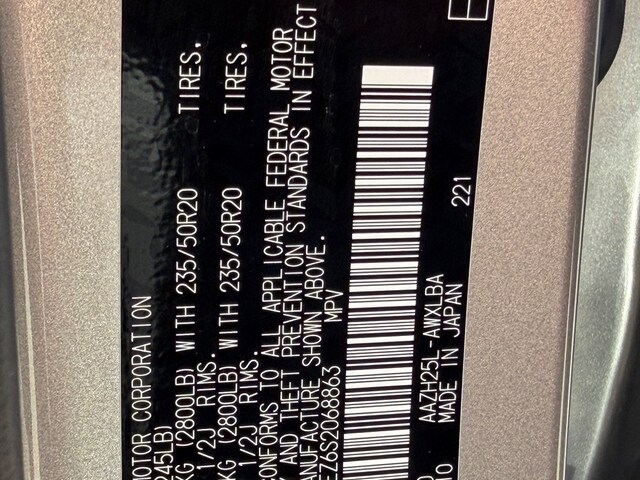 MOTOR CORPORATION
245LB)
KG (2800LB) WITH 235/50R20 TIRES,
1/2J RIMS.
KG (2800LB) WITH 235/50R20 TIRES,
1/2J RIMS.
CONFORMS TO ALL APPLICABLE FEDERAL MOTOR
Y AND THEFT PREVENTION STANDARDS IN EFFECT
ANUFACTURE SHOWN ABOVE.
EZ6S2068863 MPV
AAZH25L-AWXLBA
MADE IN JAPAN 221